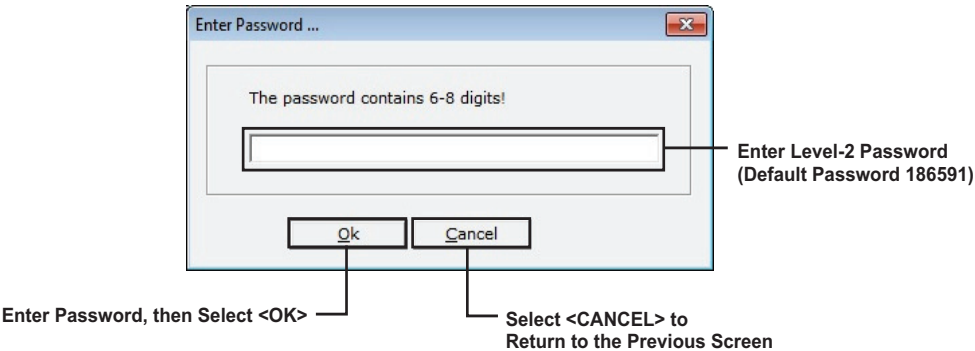 Enter Password ...
The password contains 6-8 digits!
Enter Level-2 Password
(Default Password 186591)
Ok
Cancel
Enter Password, then Select <OK>
Select <CANCEL> to
Return to the Previous Screen